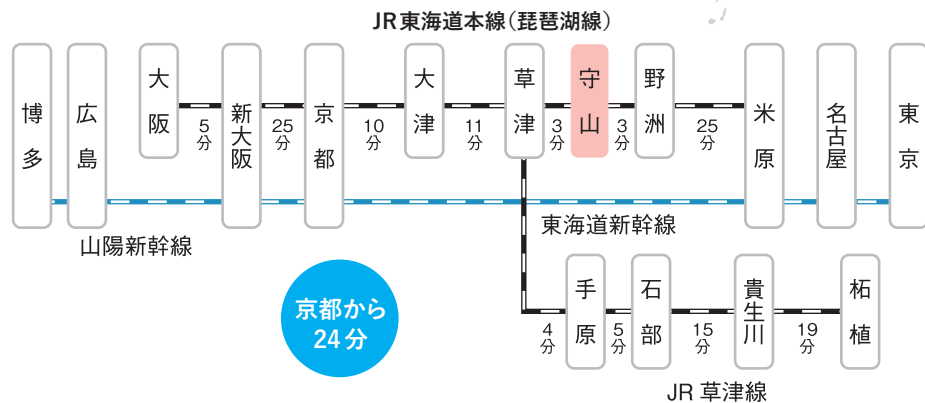 JR東海道本線(琵琶湖線)
博多
広島
大阪
5分
新大阪
25分
京都
10分
大津
11分
草津
3分
守山
3分
野洲
25分
米原
名古屋
東京
山陽新幹線
東海道新幹線
京都から
24分
4分
手原
5分
石部
15分
貴生川
19分
柘植
JR草津線